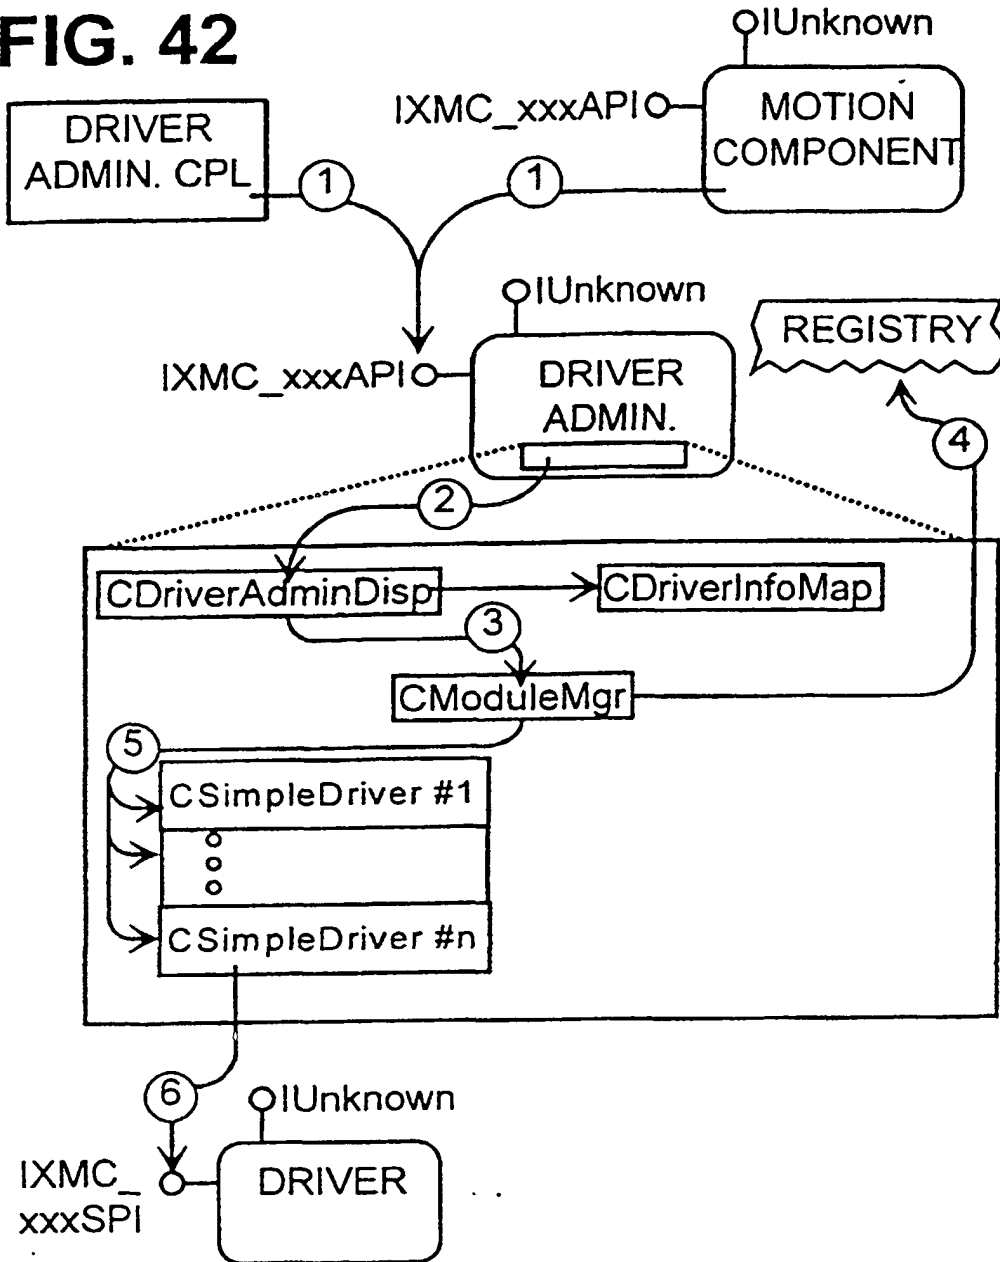 FIG. 42
IUnknown
IXMC_xxxAPI
MOTION
COMPONENT
DRIVER
ADMIN. CPL
1
1
IUnknown
REGISTRY
IXMC_xxxAPI
DRIVER
ADMIN.
4
2
CDriverAdminDisp
CDriverInfoMap
3
CModuleMgr
5
CSimpleDriver #1
CSimpleDriver #n
6
IUnknown
IXMC_
xxxSPI
DRIVER